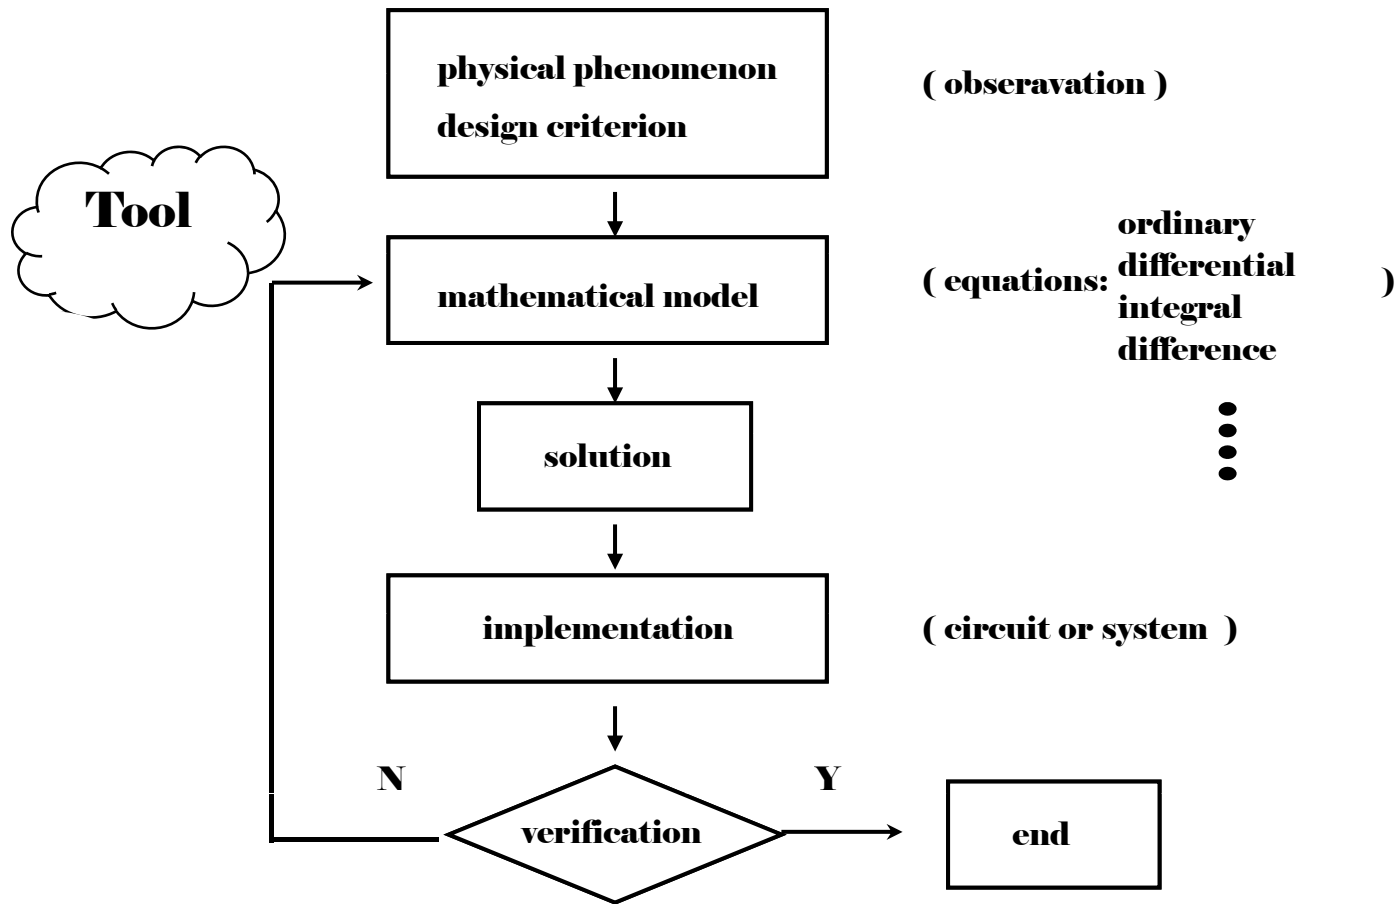 physical phenomenon
design criterion
( obseravation )
Tool
mathematical model
( equations:
ordinary
differential
integral
difference
)
solution
implementation
( circuit or system )
N
Y
verification
end